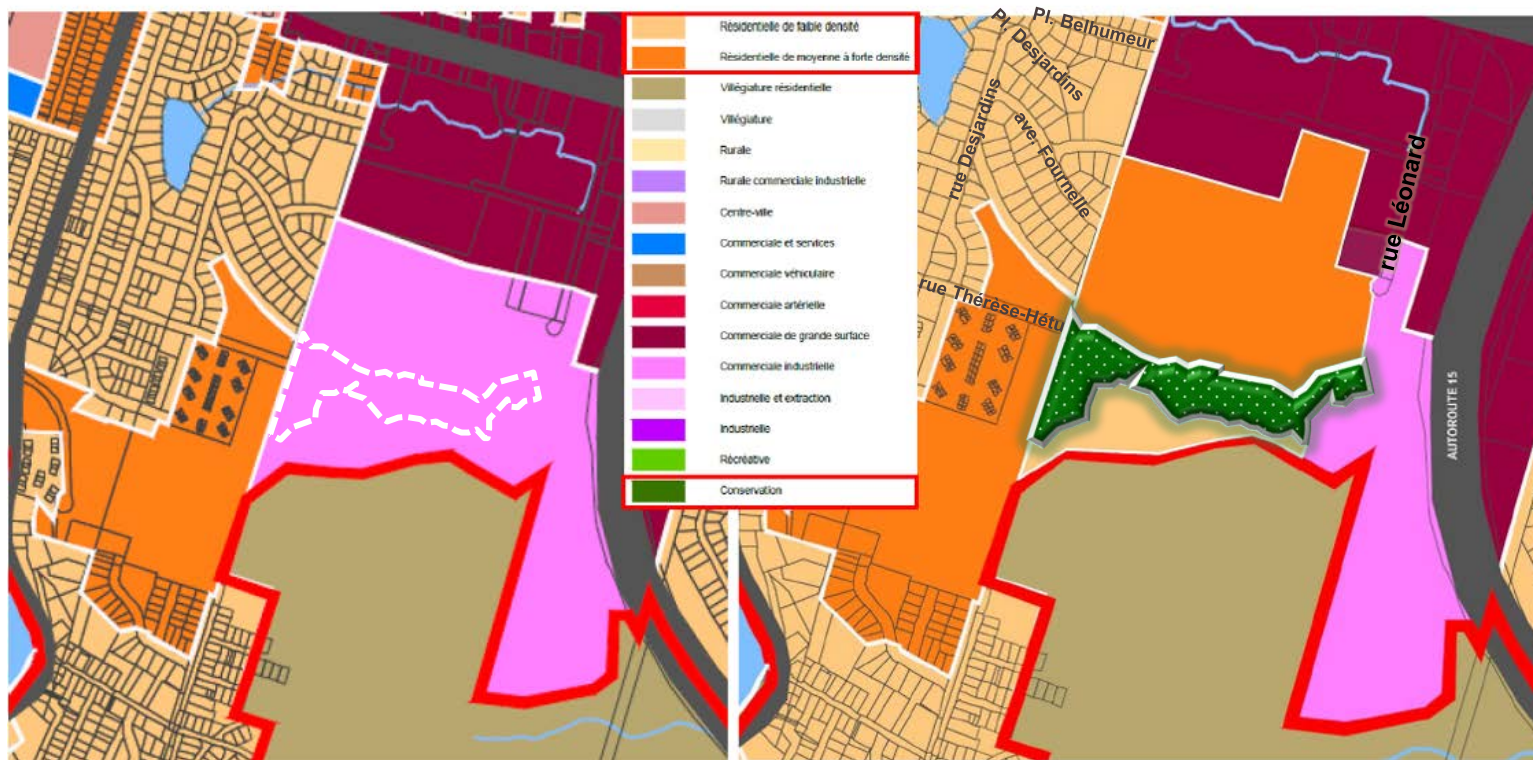 Résidentielle de faible densité
Résidentielle de moyenne à forte densité
Villégiature résidentielle
Villégiature
Rurale
Rurale commerciale industrielle
Centre-ville
Commerciale et services
Commerciale véhiculaire
Commerciale artérielle
Commerciale de grande surface
Commerciale industrielle
Industrielle et extraction
Industrielle
Récréative
Conservation
Pl. Belhumeur
Pl. Desjardins
rue Desjardins
ave. Fournelle
rue Léonard
rue Thérèse-Hétu
AUTOROUTE 15